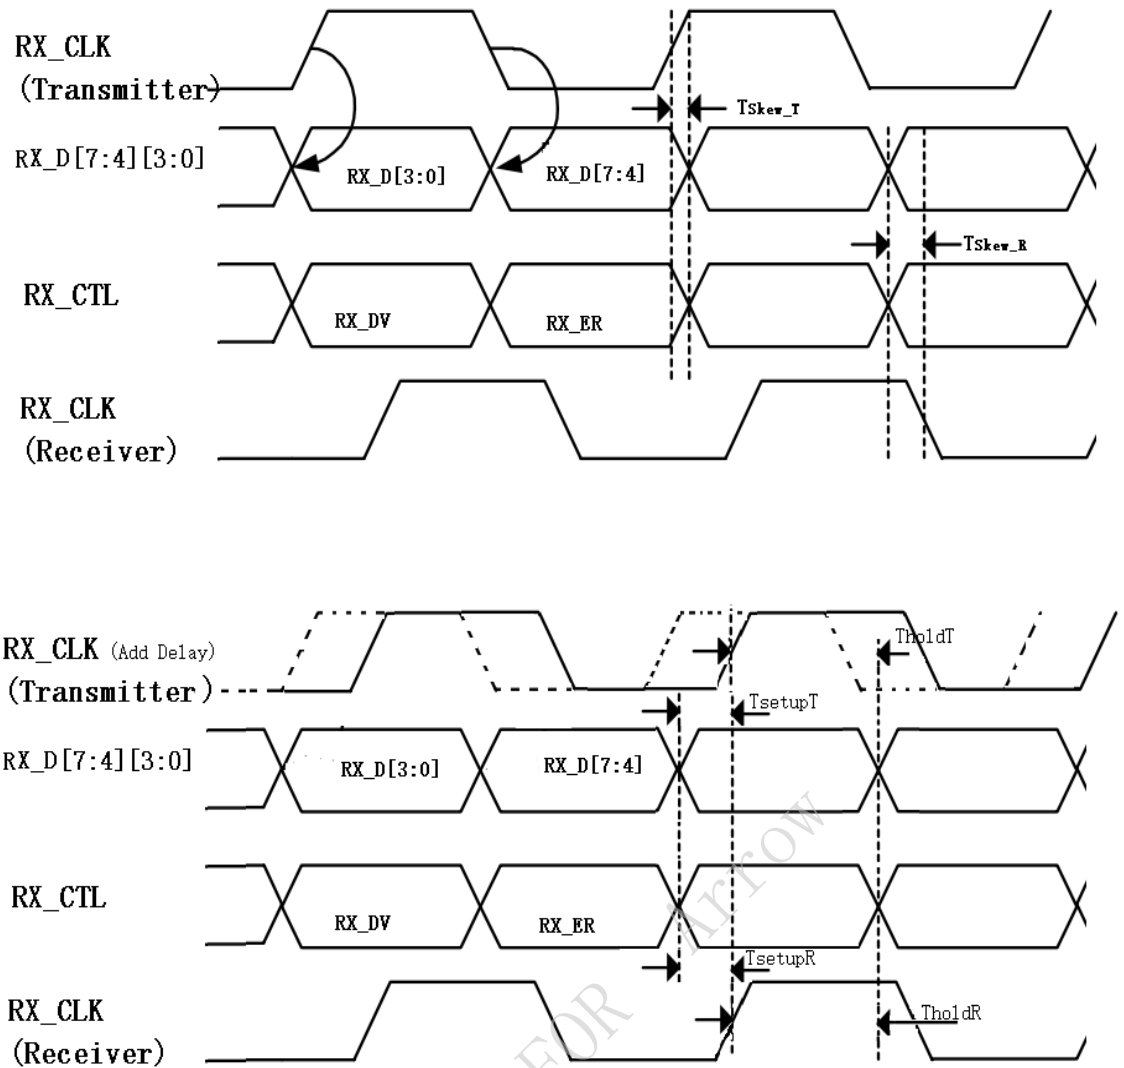 RX_CLK
(Transmitter)
Tskew_T
RX_D[7:4][3:0]
RX_D[3:0]
RX_D[7:4]
Tskew_R
RX_CTL
RX_DV
RX_ER
RX_CLK
(Receiver)
RX_CLK (Add Delay)
(Transmitter)
TholdT
TsetupT
RX_D[7:4][3:0]
RX_D[3:0]
RX_D[7:4]
RX_CTL
RX_DV
RX_ER
TsetupR
RX_CLK
(Receiver)
TholdR
FOR Arrow